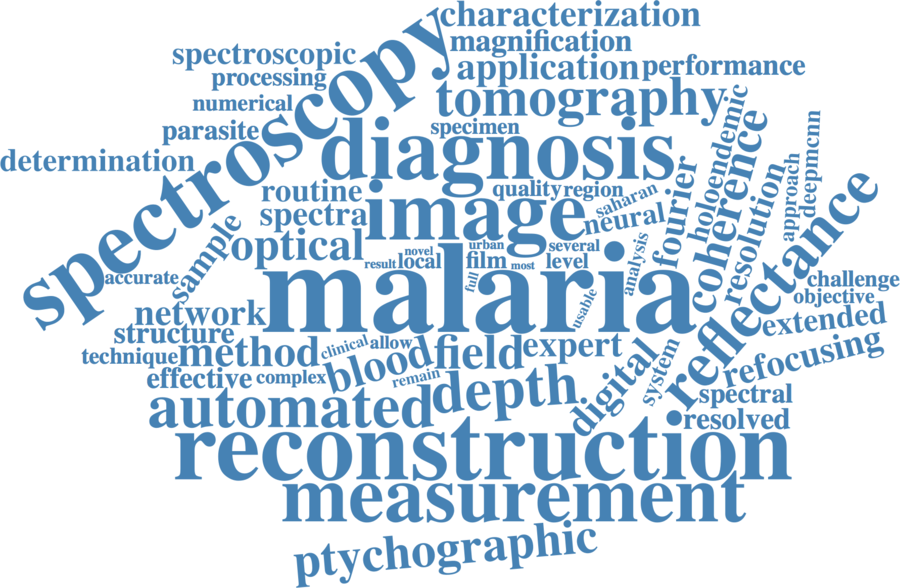 characterization
spectroscopy
magnification
spectroscopic
application
performance
processing
tomography
numerical
specimen
parasite
diagnosis
determination
holoendemic
coherence
deepmcnn
routine
image
quality
region
saharan
fourier
resolution
approach
spectra
neural
reflectance
sample
optical
novel
urban
several
result
local
film
most
level
analysis
full
accurate
malaria
usable
challenge
objective
network
extended
structure
technique
method
clinical
allow
blood
field
expert
digital
system
refocusing
effective
complex
remain
depth
spectral
automated
resolved
reconstruction
measurement
ptychographic